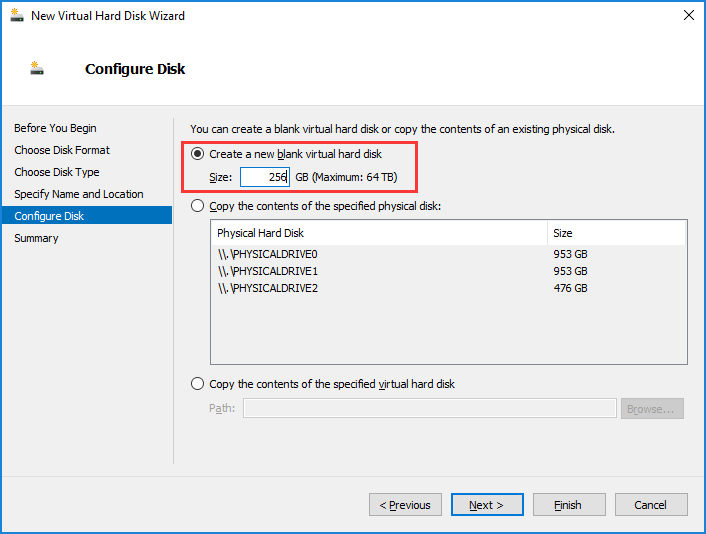 New Virtual Hard Disk Wizard
Configure Disk
Before You Begin
Choose Disk Format
Choose Disk Type
Specify Name and Location
Configure Disk
Summary
You can create a blank virtual hard disk or copy the contents of an existing physical disk.
Create a new blank virtual hard disk
Size: 256 GB (Maximum: 64 TB)
Copy the contents of the specified physical disk:
Physical Hard Disk Size
\\.\PHYSICALDRIVE0 953 GB
\\.\PHYSICALDRIVE1 953 GB
\\.\PHYSICALDRIVE2 476 GB
Copy the contents of the specified virtual hard disk
Path: Browse...
< Previous Next > Finish Cancel